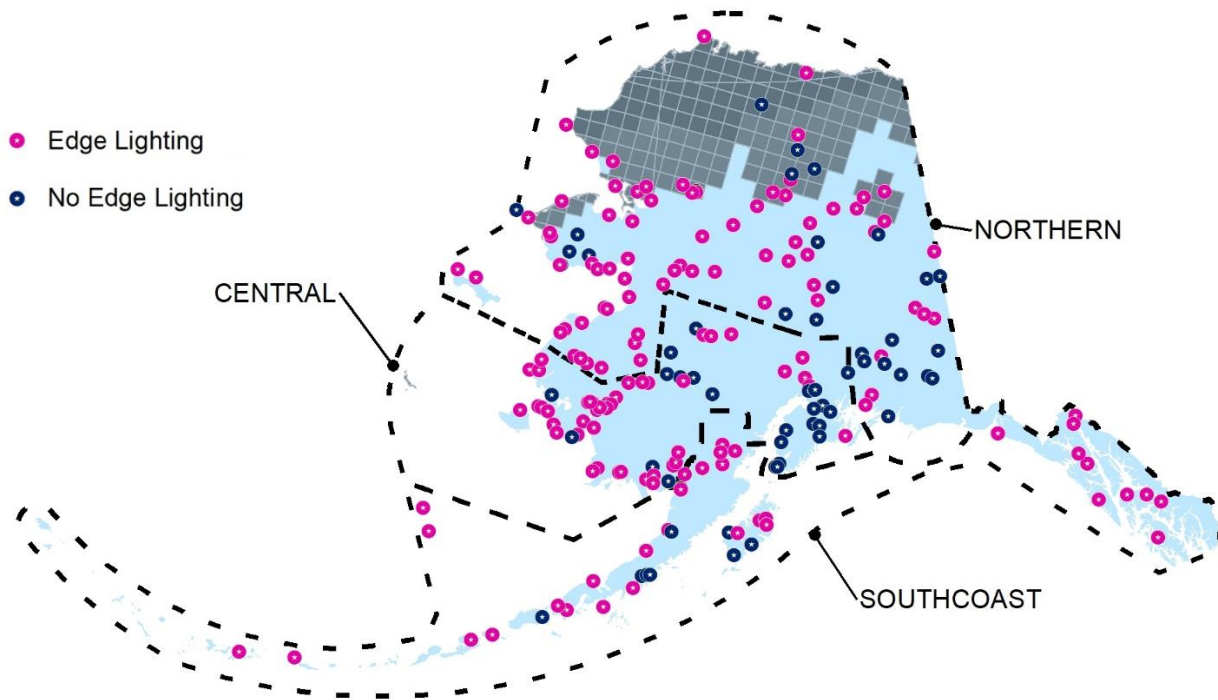 Edge Lighting
No Edge Lighting
NORTHERN
CENTRAL
SOUTHCOAST